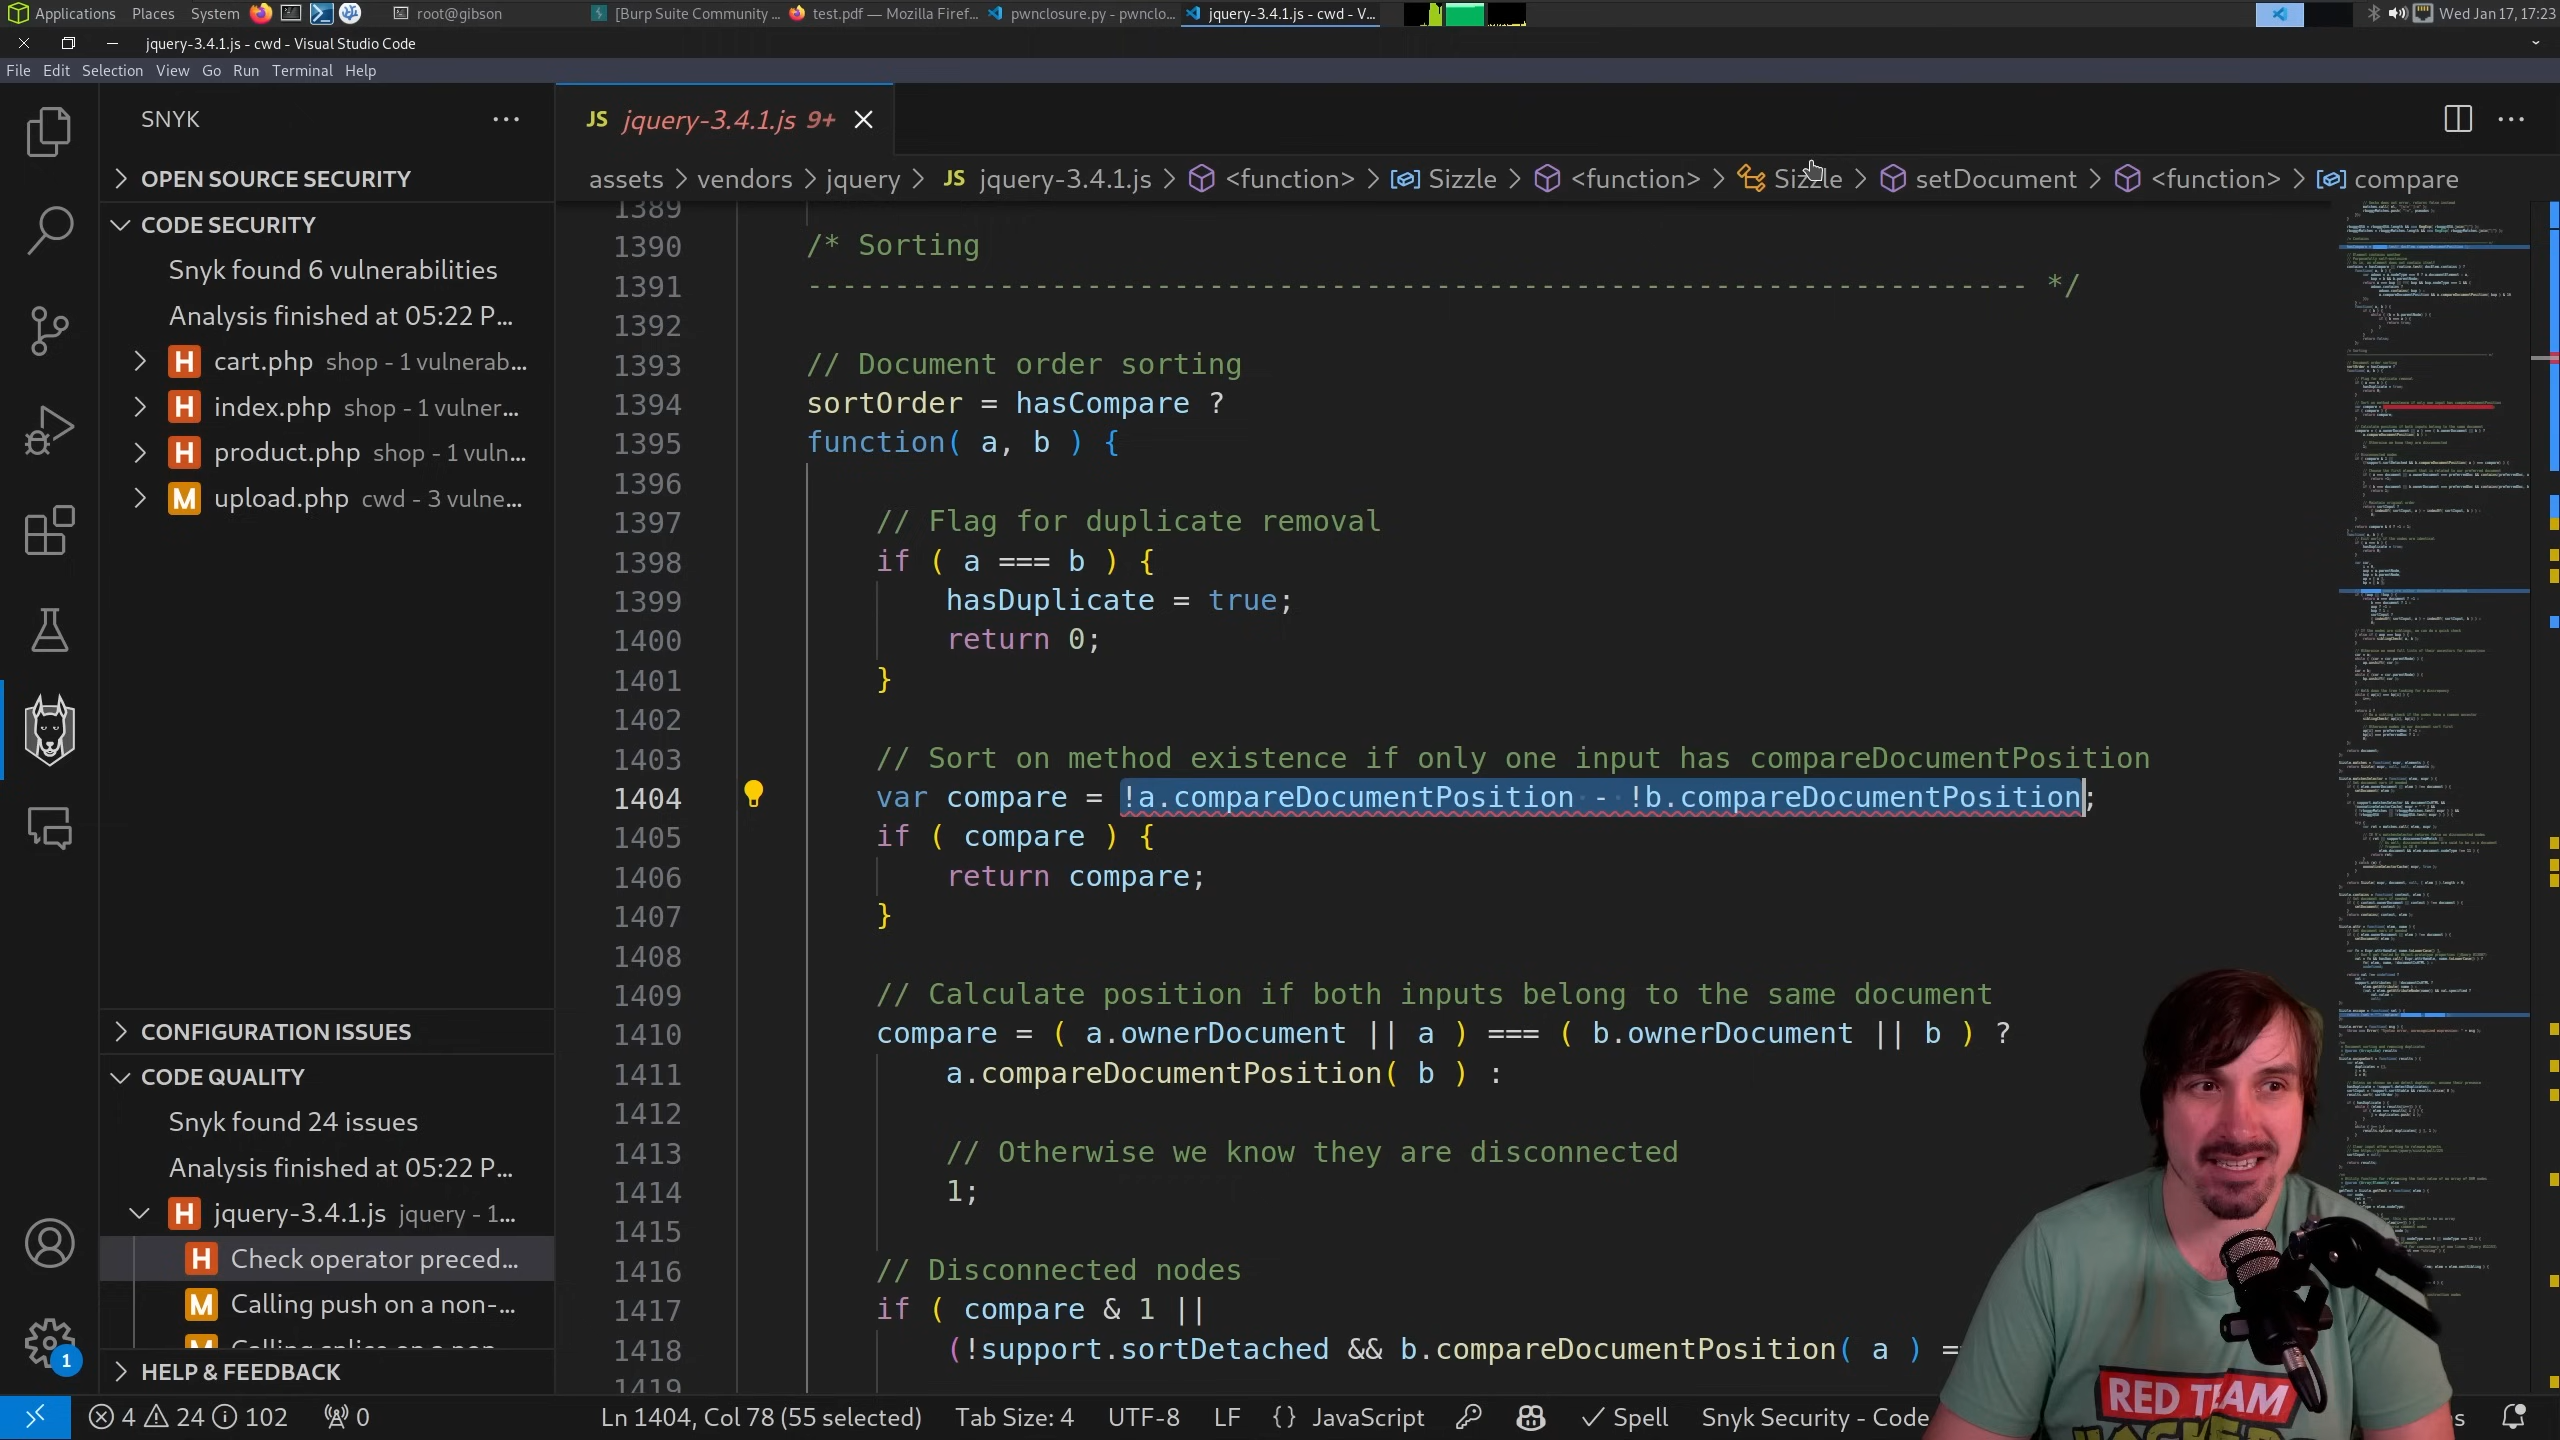 Applications Places System root@gibson [Burp Suite Community ... test.pdf — Mozilla Firef... pwnclosure.py - pwnclo... jquery-3.4.1.js - cwd - V... Wed Jan 17, 17:23
jquery-3.4.1.js - cwd - Visual Studio Code
File Edit Selection View Go Run Terminal Help
SNYK
JS jquery-3.4.1.js 9+
OPEN SOURCE SECURITY
assets > vendors > jquery > JS jquery-3.4.1.js > <function> > Sizzle > <function> > Sizzle > setDocument > <function> > compare
CODE SECURITY
Snyk found 6 vulnerabilities
Analysis finished at 05:22 P...
H cart.php shop - 1 vulnerab...
H index.php shop - 1 vulner...
H product.php shop - 1 vuln...
M upload.php cwd - 3 vulne...
CONFIGURATION ISSUES
CODE QUALITY
Snyk found 24 issues
Analysis finished at 05:22 P...
H jquery-3.4.1.js jquery - 1...
H Check operator preced...
M Calling push on a non-...
M Calling splice on a non-
HELP & FEEDBACK
1389
1390 /* Sorting
1391 ---------------------------------------------------------------------- */
1392
1393 // Document order sorting
1394 sortOrder = hasCompare ?
1395 function( a, b ) {
1396
1397 // Flag for duplicate removal
1398 if ( a === b ) {
1399 hasDuplicate = true;
1400 return 0;
1401 }
1402
1403 // Sort on method existence if only one input has compareDocumentPosition
1404 var compare = !a.compareDocumentPosition - !b.compareDocumentPosition;
1405 if ( compare ) {
1406 return compare;
1407 }
1408
1409 // Calculate position if both inputs belong to the same document
1410 compare = ( a.ownerDocument || a ) === ( b.ownerDocument || b ) ?
1411 a.compareDocumentPosition( b ) :
1412
1413 // Otherwise we know they are disconnected
1414 1;
1415
1416 // Disconnected nodes
1417 if ( compare & 1 ||
1418 (!support.sortDetached && b.compareDocumentPosition( a ) ==
1419
1
4 24 102 0 Ln 1404, Col 78 (55 selected) Tab Size: 4 UTF-8 LF {} JavaScript Spell Snyk Security - Code
RED TEAM
HACKER